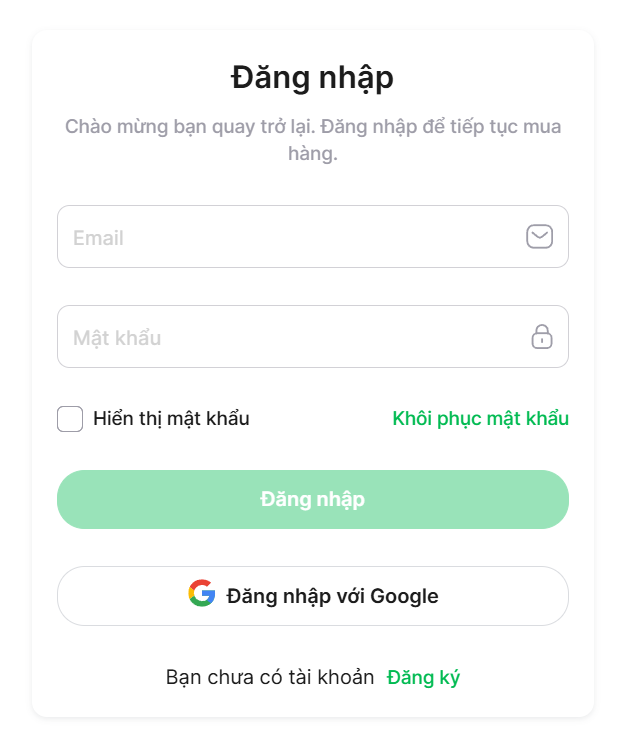 Đăng nhập
Chào mừng bạn quay trở lại. Đăng nhập để tiếp tục mua
hàng.
Email
Mật khẩu
Hiển thị mật khẩu
Khôi phục mật khẩu
Đăng nhập
Đăng nhập với Google
Bạn chưa có tài khoản Đăng ký